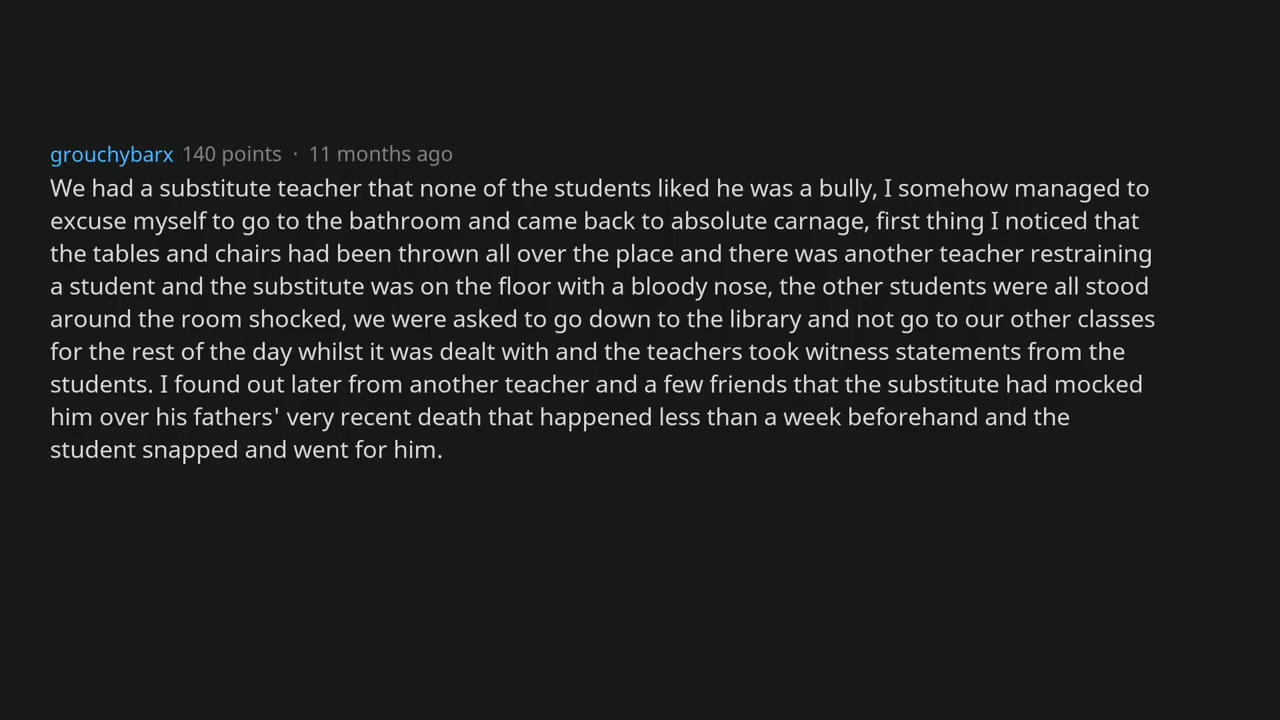 grouchybarx 140 points · 11 months ago
We had a substitute teacher that none of the students liked he was a bully, I somehow managed to
excuse myself to go to the bathroom and came back to absolute carnage, first thing I noticed that
the tables and chairs had been thrown all over the place and there was another teacher restraining
a student and the substitute was on the floor with a bloody nose, the other students were all stood
around the room shocked, we were asked to go down to the library and not go to our other classes
for the rest of the day whilst it was dealt with and the teachers took witness statements from the
students. I found out later from another teacher and a few friends that the substitute had mocked
him over his fathers' very recent death that happened less than a week beforehand and the
student snapped and went for him.